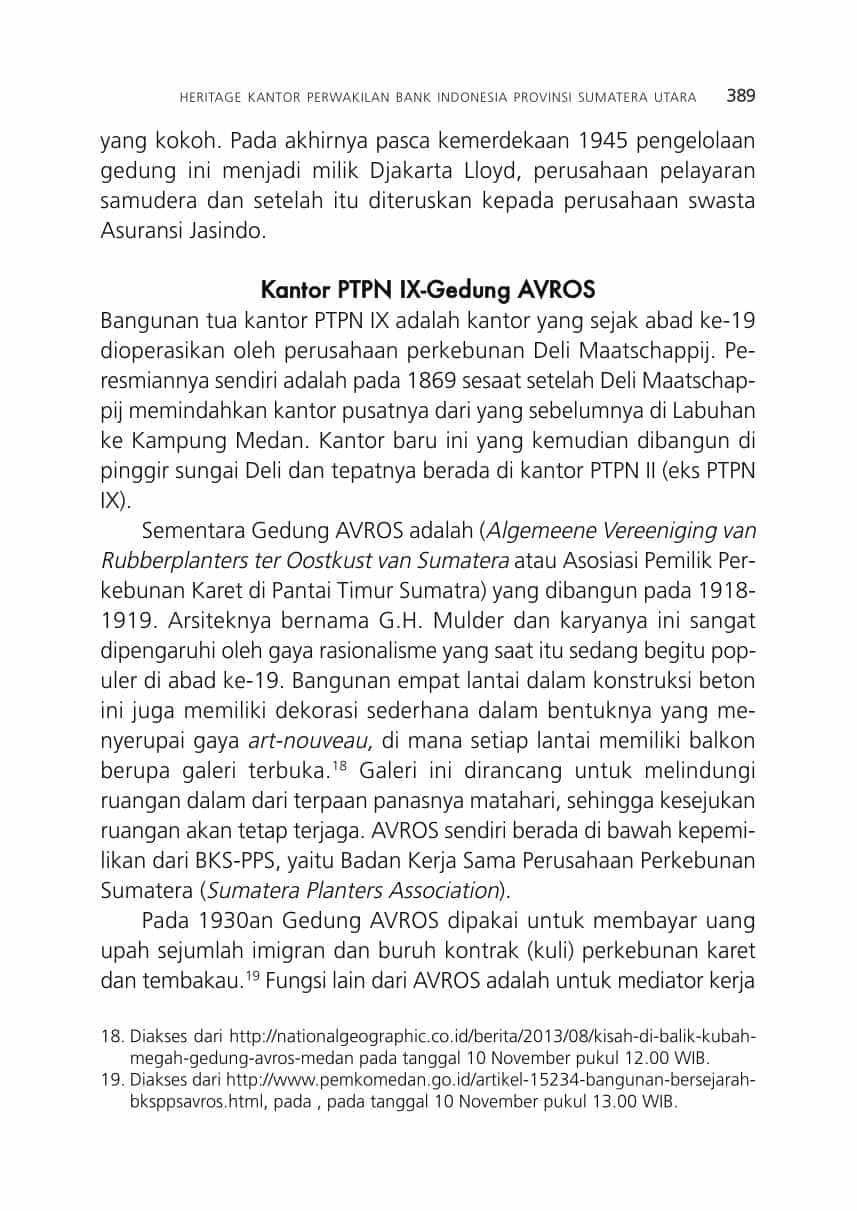 HERITAGE KANTOR PERWAKILAN BANK INDONESIA PROVINSI SUMATERA UTARA 389
yang kokoh. Pada akhirnya pasca kemerdekaan 1945 pengelolaan
gedung ini menjadi milik Djakarta Lloyd, perusahaan pelayaran
samudera dan setelah itu diteruskan kepada perusahaan swasta
Asuransi Jasindo.
Kantor PTPN IX-Gedung AVROS
Bangunan tua kantor PTPN IX adalah kantor yang sejak abad ke-19
dioperasikan oleh perusahaan perkebunan Deli Maatschappij. Pe-
resmiannya sendiri adalah pada 1869 sesaat setelah Deli Maatschap-
pij memindahkan kantor pusatnya dari yang sebelumnya di Labuhan
ke Kampung Medan. Kantor baru ini yang kemudian dibangun di
pinggir sungai Deli dan tepatnya berada di kantor PTPN II (eks PTPN
IX).
Sementara Gedung AVROS adalah (Algemeene Vereeniging van
Rubberplanters ter Oostkust van Sumatera atau Asosiasi Pemilik Per-
kebunan Karet di Pantai Timur Sumatra) yang dibangun pada 1918-
1919. Arsiteknya bernama G.H. Mulder dan karyanya ini sangat
dipengaruhi oleh gaya rasionalisme yang saat itu sedang begitu pop-
uler di abad ke-19. Bangunan empat lantai dalam konstruksi beton
ini juga memiliki dekorasi sederhana dalam bentuknya yang me-
nyerupai gaya art-nouveau, di mana setiap lantai memiliki balkon
berupa galeri terbuka.18 Galeri ini dirancang untuk melindungi
ruangan dalam dari terpaan panasnya matahari, sehingga kesejukan
ruangan akan tetap terjaga. AVROS sendiri berada di bawah kepemi-
likan dari BKS-PPS, yaitu Badan Kerja Sama Perusahaan Perkebunan
Sumatera (Sumatera Planters Association).
Pada 1930an Gedung AVROS dipakai untuk membayar uang
upah sejumlah imigran dan buruh kontrak (kuli) perkebunan karet
dan tembakau.19 Fungsi lain dari AVROS adalah untuk mediator kerja
18. Diakses dari http://nationalgeographic.co.id/berita/2013/08/kisah-di-balik-kubah-
megah-gedung-avros-medan pada tanggal 10 November pukul 12.00 WIB.
19. Diakses dari http://www.pemkomedan.go.id/artikel-15234-bangunan-bersejarah-
bksppsavros.html, pada , pada tanggal 10 November pukul 13.00 WIB.